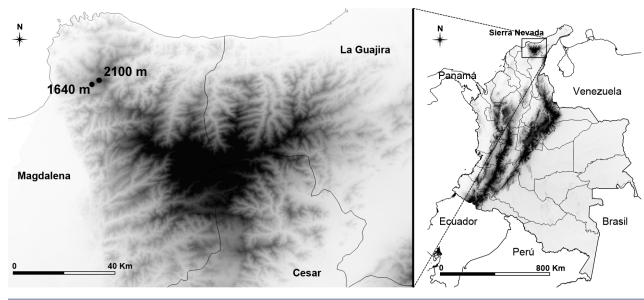 N
La Guajira
2100 m
1640 m
Magdalena
0 40 Km
Cesar
Sierra Nevada
N
Panamá
Venezuela
Ecuador
Brasil
Perú
0 800 Km